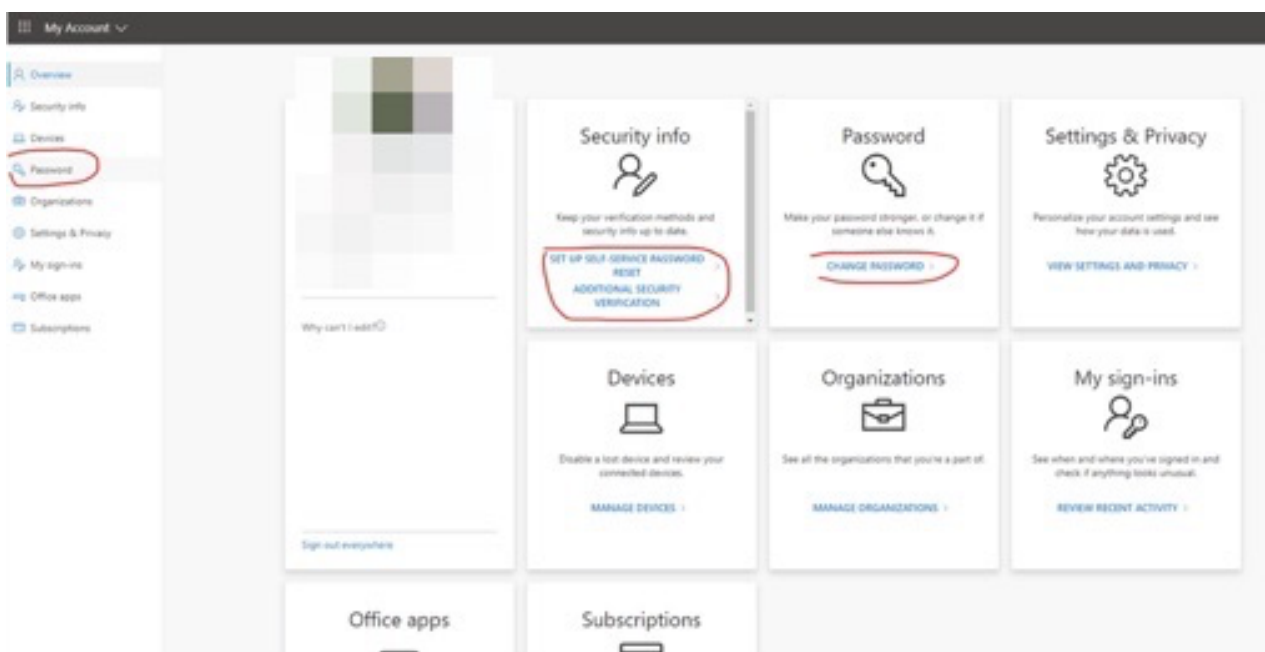 My Account
Overview
Security info
Devices
Password
Organizations
Settings & Privacy
My sign-ins
Office apps
Subscriptions
Why can't I edit?
Sign out everywhere
Security info
Keep your verification methods and
security info up to date.
SET UP SELF-SERVICE PASSWORD
RESET
ADDITIONAL SECURITY
VERIFICATION
Password
Make your password stronger, or change it if
someone else knows it.
CHANGE PASSWORD
Settings & Privacy
Personalize your account settings and see
how your data is used.
VIEW SETTINGS AND PRIVACY
Devices
Disable a lost device and review your
connected devices.
MANAGE DEVICES
Organizations
See all the organizations that you're a part of.
MANAGE ORGANIZATIONS
My sign-ins
See when and where you've signed in and
check if anything looks unusual.
REVIEW RECENT ACTIVITY
Office apps
Subscriptions